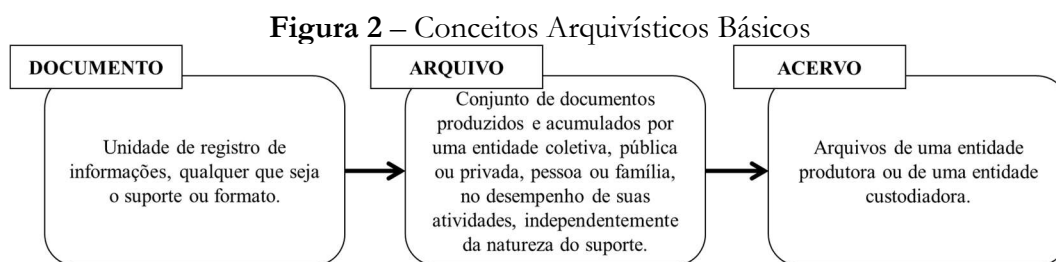 Figura 2 – Conceitos Arquivísticos Básicos
DOCUMENTO
Unidade de registro de
informações, qualquer que seja
o suporte ou formato.
ARQUIVO
Conjunto de documentos
produzidos e acumulados por
uma entidade coletiva, pública
ou privada, pessoa ou família,
no desempenho de suas
atividades, independentemente
da natureza do suporte.
ACERVO
Arquivos de uma entidade
produtora ou de uma entidade
custodiadora.